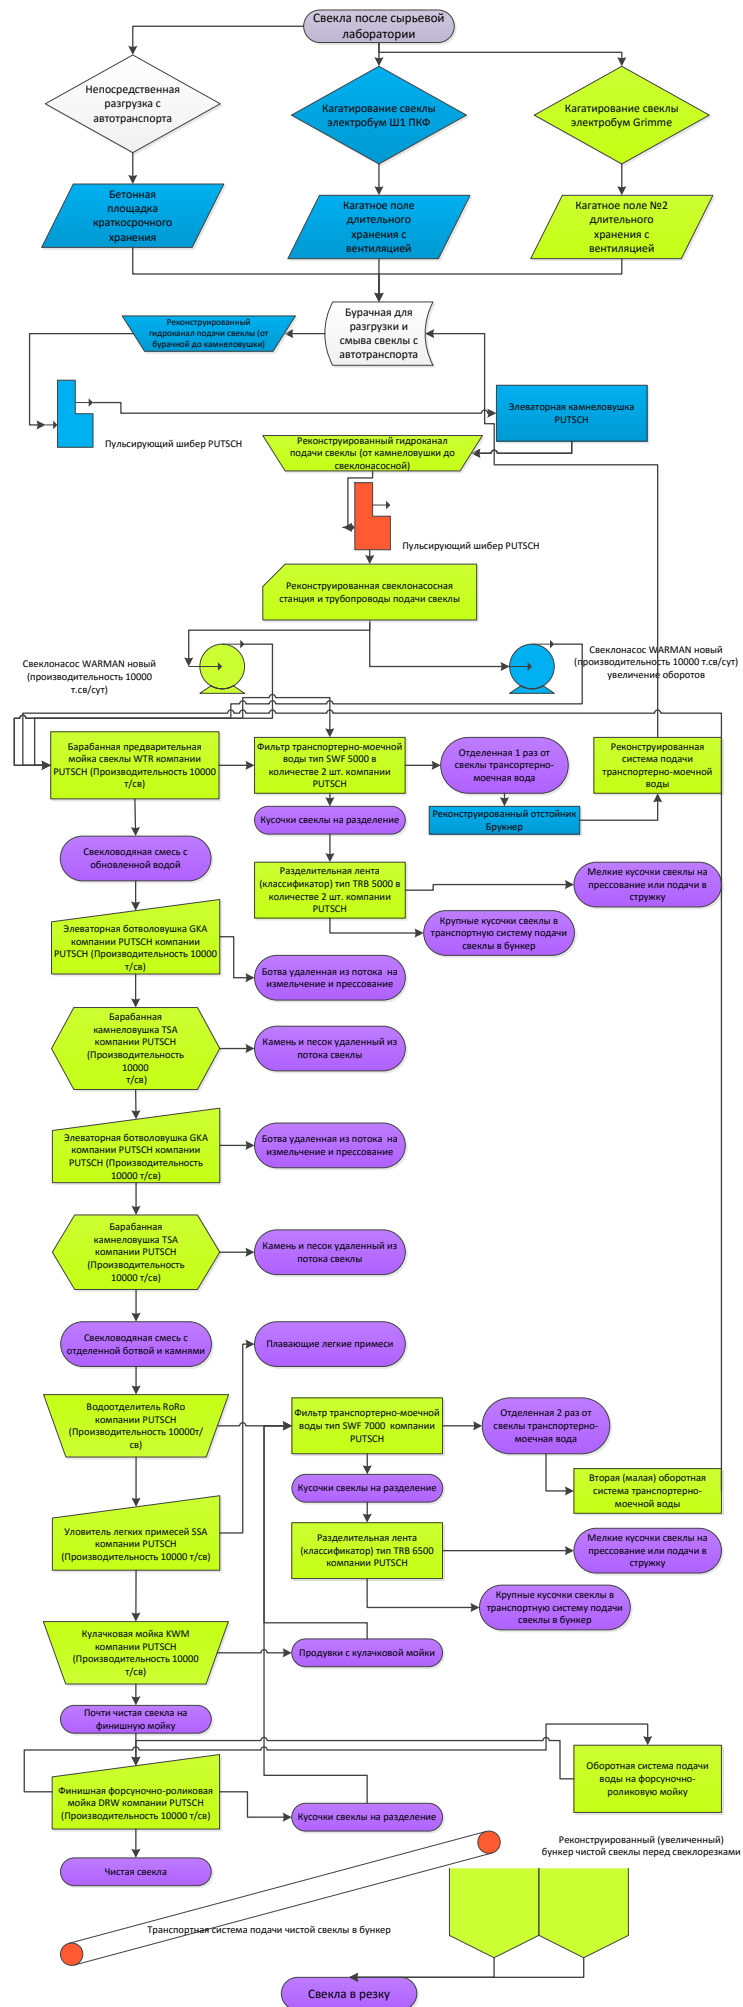 Свекла после сырьевой
лаборатории
Непосредственная
разгрузка с
автотранспорта
Кагатирование свеклы
электробум Ш1 ПКФ
Кагатирование свеклы
электробум Grimme
Бетонная
площадка
краткосрочного
хранения
Кагатное поле
длительного
хранения с
вентиляцией
Кагатное поле №2
длительного
хранения с
вентиляцией
Реконструированный
гидроканал подачи свеклы (от
бурачной до камнеловушки)
Бурачная для
разгрузки и
смыва свеклы с
автотранспорта
Пульсирующий шибер PUTSCH
Элеваторная камнеловушка
PUTSCH
Реконструированный гидроканал
подачи свеклы (от камнеловушки до
свеклонасосной)
Пульсирующий шибер PUTSCH
Реконструированная свеклонасосная
станция и трубопроводы подачи свеклы
Свеклонасос WARMAN новый
(производительность 10000
т.св/сут)
Свеклонасос WARMAN новый
(производительность 10000 т.св/сут)
увеличение оборотов
Барабанная предварительная
мойка свеклы WTR компании
PUTSCH (Производительность 10000
т/св)
Фильтр транспортерно-моечной
воды тип SWF 5000 в
количестве 2 шт. компании
PUTSCH
Отделенная 1 раз от
свеклы трансортерно-
моечная вода
Реконструированная
система подачи
транспортерно-моечной
воды
Кусочки свеклы на разделение
Реконструированный отстойник
Брукнер
Свекловодяная смесь с
обновленной водой
Разделительная лента
(классификатор) тип TRB 5000 в
количестве 2 шт. компании
PUTSCH
Мелкие кусочки свеклы на
прессование или подачи в
стружку
Крупные кусочки свеклы в
транспортную систему подачи
свеклы в бункер
Элеваторная ботволовушка GKA
компании PUTSCH компании
PUTSCH (Производительность 10000
т/св)
Ботва удаленная из потока на
измельчение и прессование
Барабанная
камнеловушка TSA
компании PUTSCH
(Производительность
10000
т/св)
Камень и песок удаленный из
потока свеклы
Элеваторная ботволовушка GKA
компании PUTSCH компании
PUTSCH (Производительность
10000 т/св)
Ботва удаленная из потока на
измельчение и прессование
Барабанная
камнеловушка TSA
компании PUTSCH
(Производительность
10000 т/св)
Камень и песок удаленный из
потока свеклы
Свекловодяная смесь с
отделенной ботвой и камнями
Плавающие легкие примеси
Водоотделитель RoRo
компании PUTSCH
(Производительность 10000т/
св)
Фильтр транспортерно-моечной
воды тип SWF 7000 компании
PUTSCH
Отделенная 2 раз от
свеклы транспортерно-
моечная вода
Кусочки свеклы на разделение
Вторая (малая) оборотная
система транспортерно-
моечной воды
Уловитель легких примесей SSA
компании PUTSCH
(Производительность 10000 т/св)
Разделительная лента
(классификатор) тип TRB 6500
компании PUTSCH
Мелкие кусочки свеклы на
прессование или подачи в
стружку
Крупные кусочки свеклы в
транспортную систему подачи
свеклы в бункер
Кулачковая мойка KWM
компании PUTSCH
(Производительность 10000
т/св)
Продувки с кулачковой мойки
Почти чистая свекла на
финишную мойку
Оборотная система подачи
воды на форсуночно-
роликовую мойку
Финишная форсуночно-роликовая
мойка DRW компании PUTSCH
(Производительность 10000 т/св)
Кусочки свеклы на разделение
Чистая свекла
Реконструированный (увеличенный)
бункер чистой свеклы перед свеклорезками
Транспортная система подачи чистой свеклы в бункер
Свекла в резку